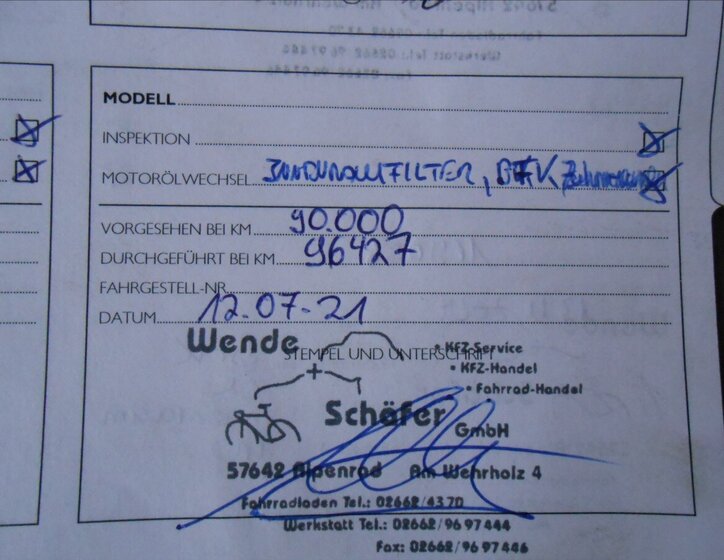 MODELL
INSPEKTION
MOTORÖLWECHSEL
VORGESEHEN BEI KM 90.000
DURCHGEFÜHRT BEI KM 96427
FAHRGESTELL-NR.
DATUM 12.07-21
Wende
STEMPEL UND UNTERSCHRIFT
• KFZ-Service
• KFZ-Handel
• Fahrrad-Handel
+
Schäfer
GmbH
57642 Alpenrod Am Wehrholz 4
Fahrradladen Tel.: 02662/4370
Werkstatt Tel.: 02662/9697444
Fax: 02662/9697446